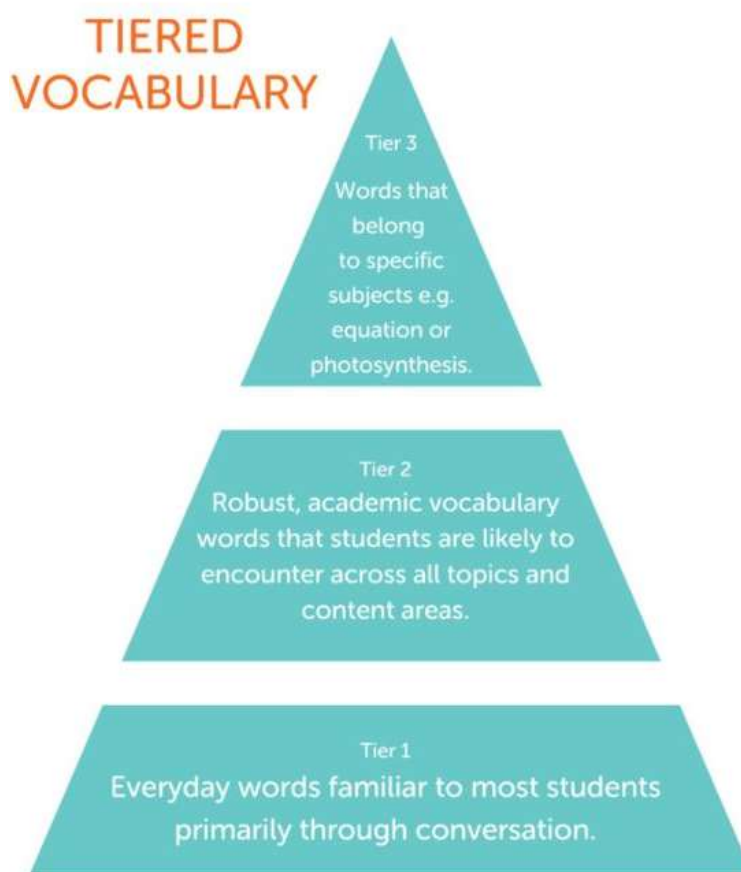 TIERED
VOCABULARY
Tier 3
Words that
belong
to specific
subjects e.g.
equation or
photosynthesis.
Tier 2
Robust, academic vocabulary
words that students are likely to
encounter across all topics and
content areas.
Tier 1
Everyday words familiar to most students
primarily through conversation.